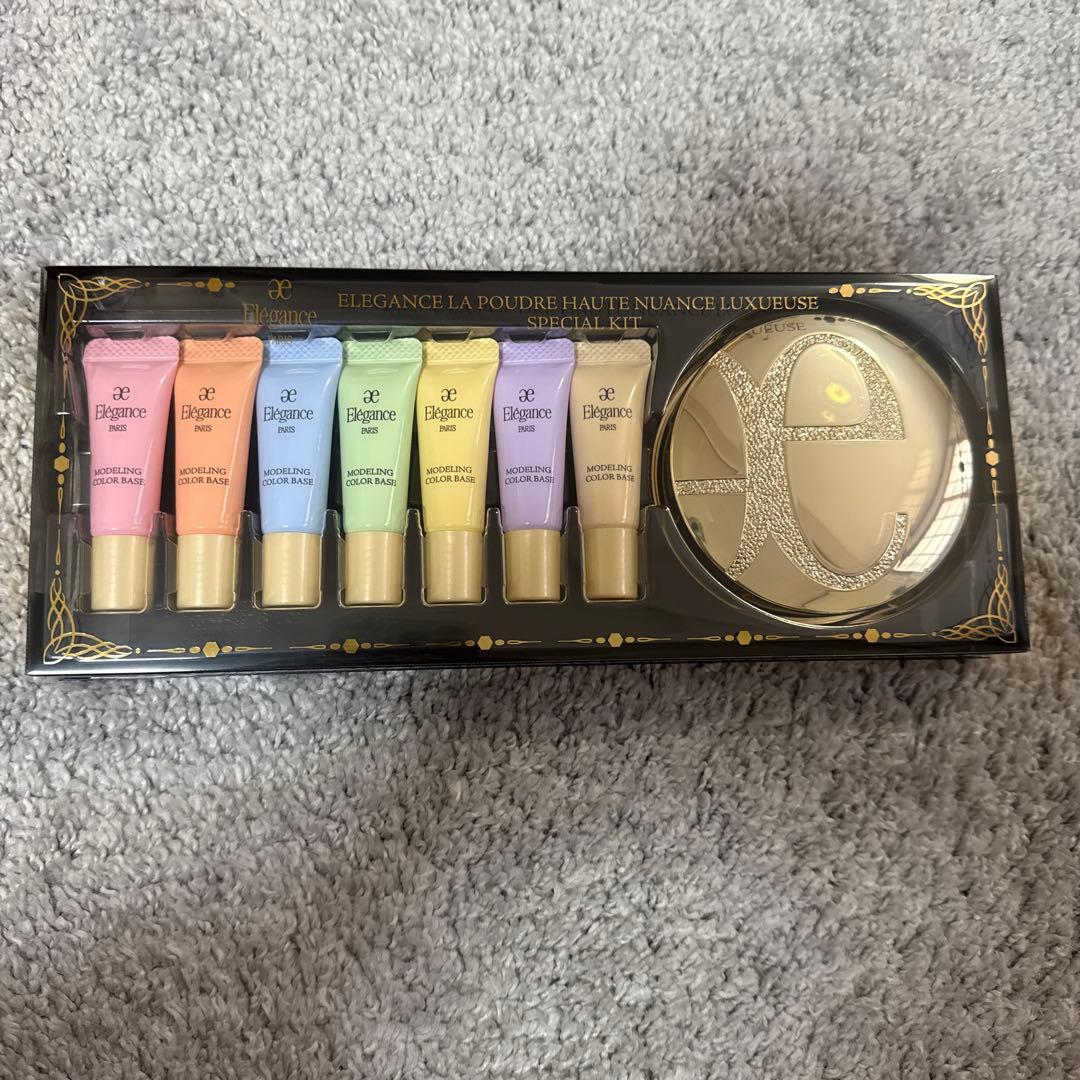 æ
Elégance
PARIS
ELEGANCE LA POUDRE HAUTE NUANCE LUXUEUSE
SPECIAL KIT
æ
Elégance
PARIS
MODELING
COLOR BASE
æ
Elégance
PARIS
MODELING
COLOR BASE
æ
Elégance
PARIS
MODELING
COLOR BASE
æ
Elégance
PARIS
MODELING
COLOR BASE
æ
Elégance
PARIS
MODELING
COLOR BASE
æ
Elégance
PARIS
MODELING
COLOR BASE
æ
Elégance
PARIS
MODELING
COLOR BASE
æ